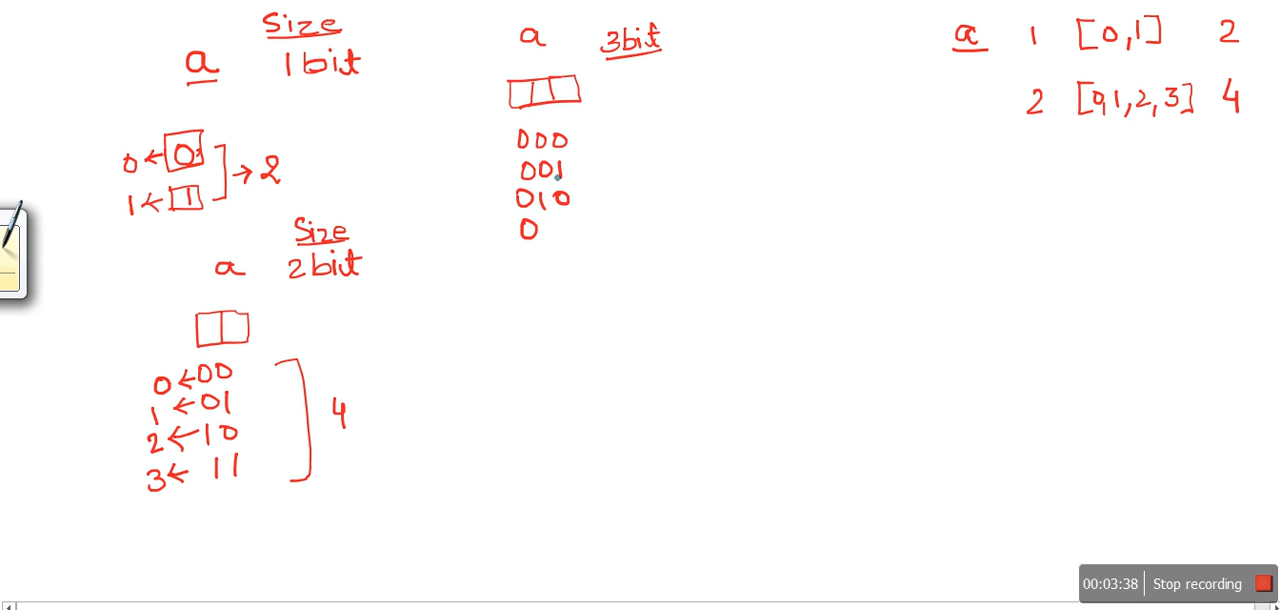 Size
a 1bit
0 ← 0
1 ← 1
→ 2
Size
a 2bit
0 ← 00
1 ← 01
2 ← 10
3 ← 11
4
a 3bit
000
001
010
0
a 1 [0,1] 2
2 [0,1,2,3] 4
00:03:38 Stop recording